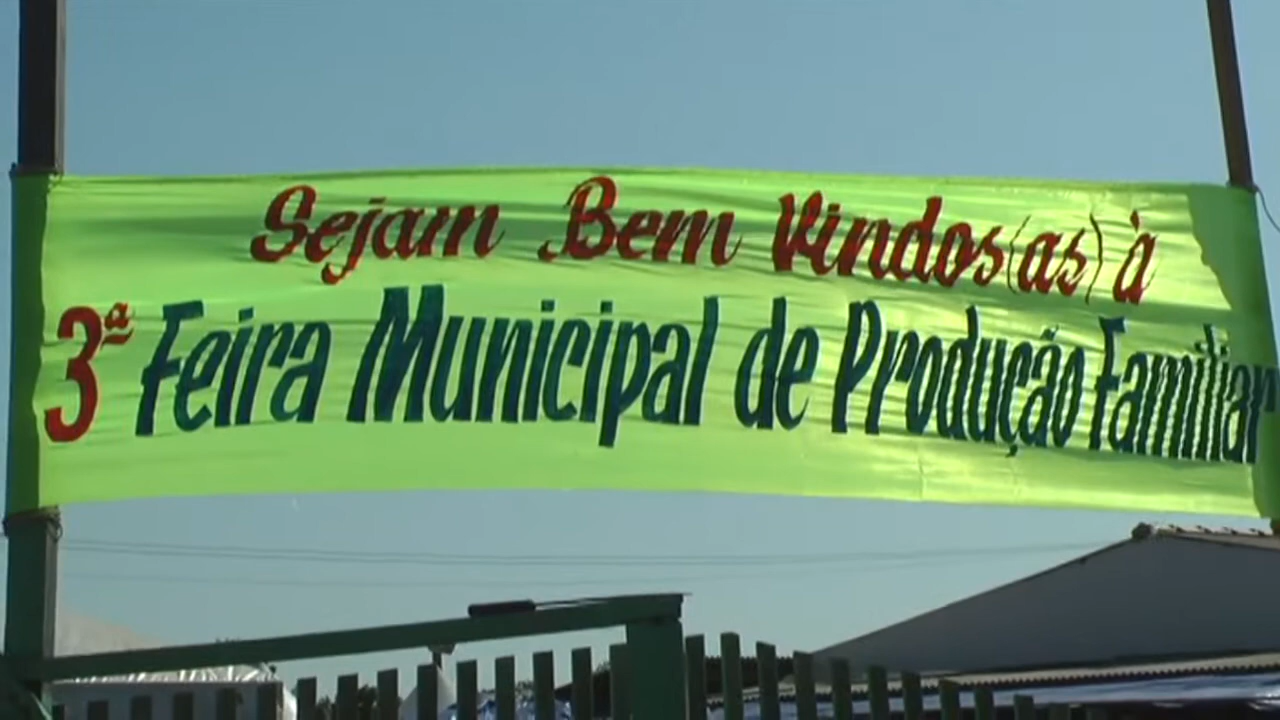 Sejam Bem Vindos(as) à
3ª Feira Municipal de Produção Familiar